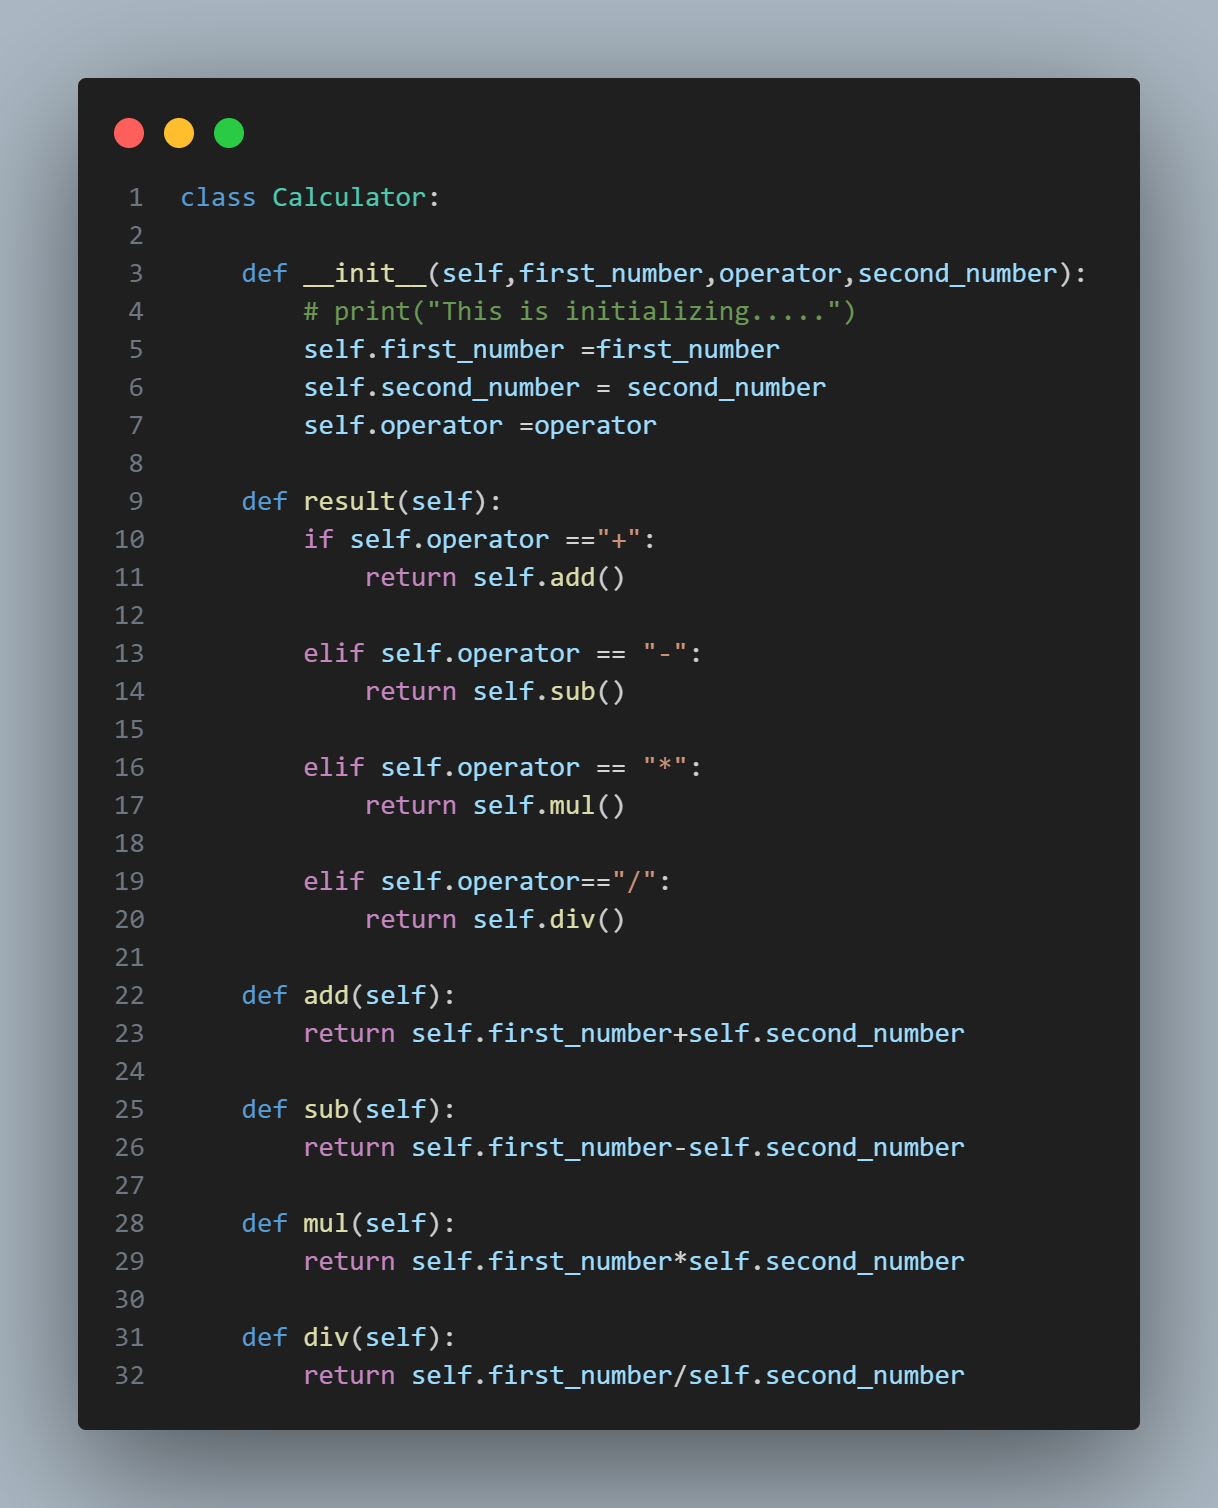 1 class Calculator:
2
3     def __init__(self,first_number,operator,second_number):
4         # print("This is initializing.....")
5         self.first_number =first_number
6         self.second_number = second_number
7         self.operator =operator
8
9     def result(self):
10         if self.operator =="+":
11             return self.add()
12
13         elif self.operator == "-":
14             return self.sub()
15
16         elif self.operator == "*":
17             return self.mul()
18
19         elif self.operator=="/":
20             return self.div()
21
22     def add(self):
23         return self.first_number+self.second_number
24
25     def sub(self):
26         return self.first_number-self.second_number
27
28     def mul(self):
29         return self.first_number*self.second_number
30
31     def div(self):
32         return self.first_number/self.second_number